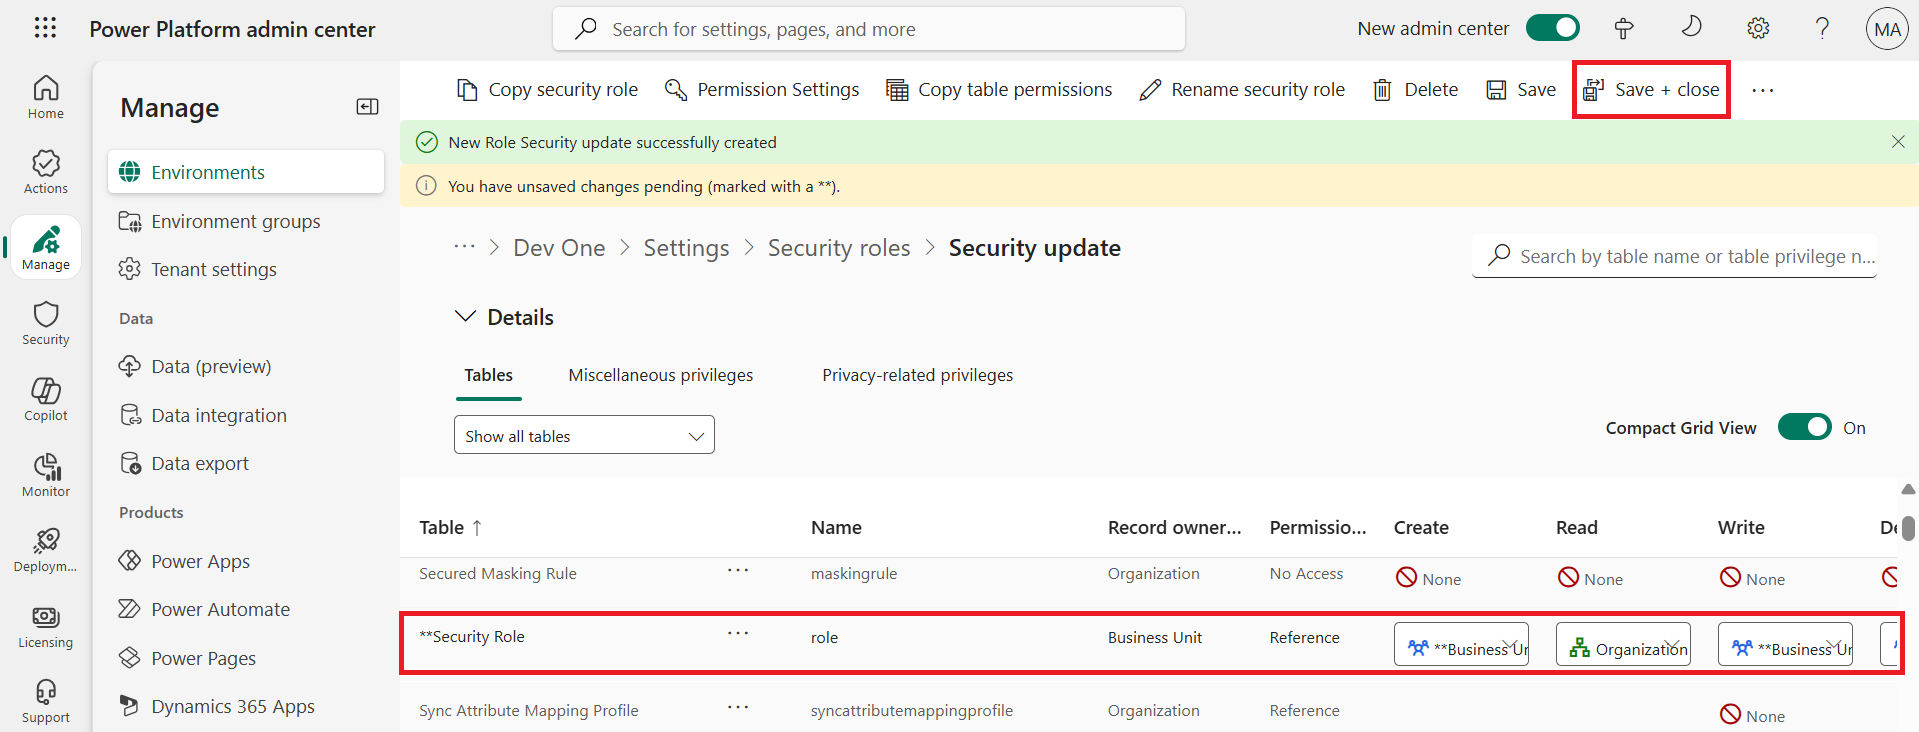 Power Platform admin center
Search for settings, pages, and more
New admin center
MA
Home
Actions
Manage
Security
Copilot
Monitor
Deploym...
Licensing
Support
Manage
Environments
Environment groups
Tenant settings
Data
Data (preview)
Data integration
Data export
Products
Power Apps
Power Automate
Power Pages
Dynamics 365 Apps
Copy security role
Permission Settings
Copy table permissions
Rename security role
Delete
Save
Save + close
...
New Role Security update successfully created
You have unsaved changes pending (marked with a **).
... > Dev One > Settings > Security roles > Security update
Search by table name or table privilege n...
Details
Tables Miscellaneous privileges Privacy-related privileges
Show all tables
Compact Grid View On
Table ↑ Name Record owner... Permissio... Create Read Write De
Secured Masking Rule ... maskingrule Organization No Access None None None
**Security Role ... role Business Unit Reference **Business Un Organization **Business Un
Sync Attribute Mapping Profile ... syncattributemappingprofile Organization Reference None